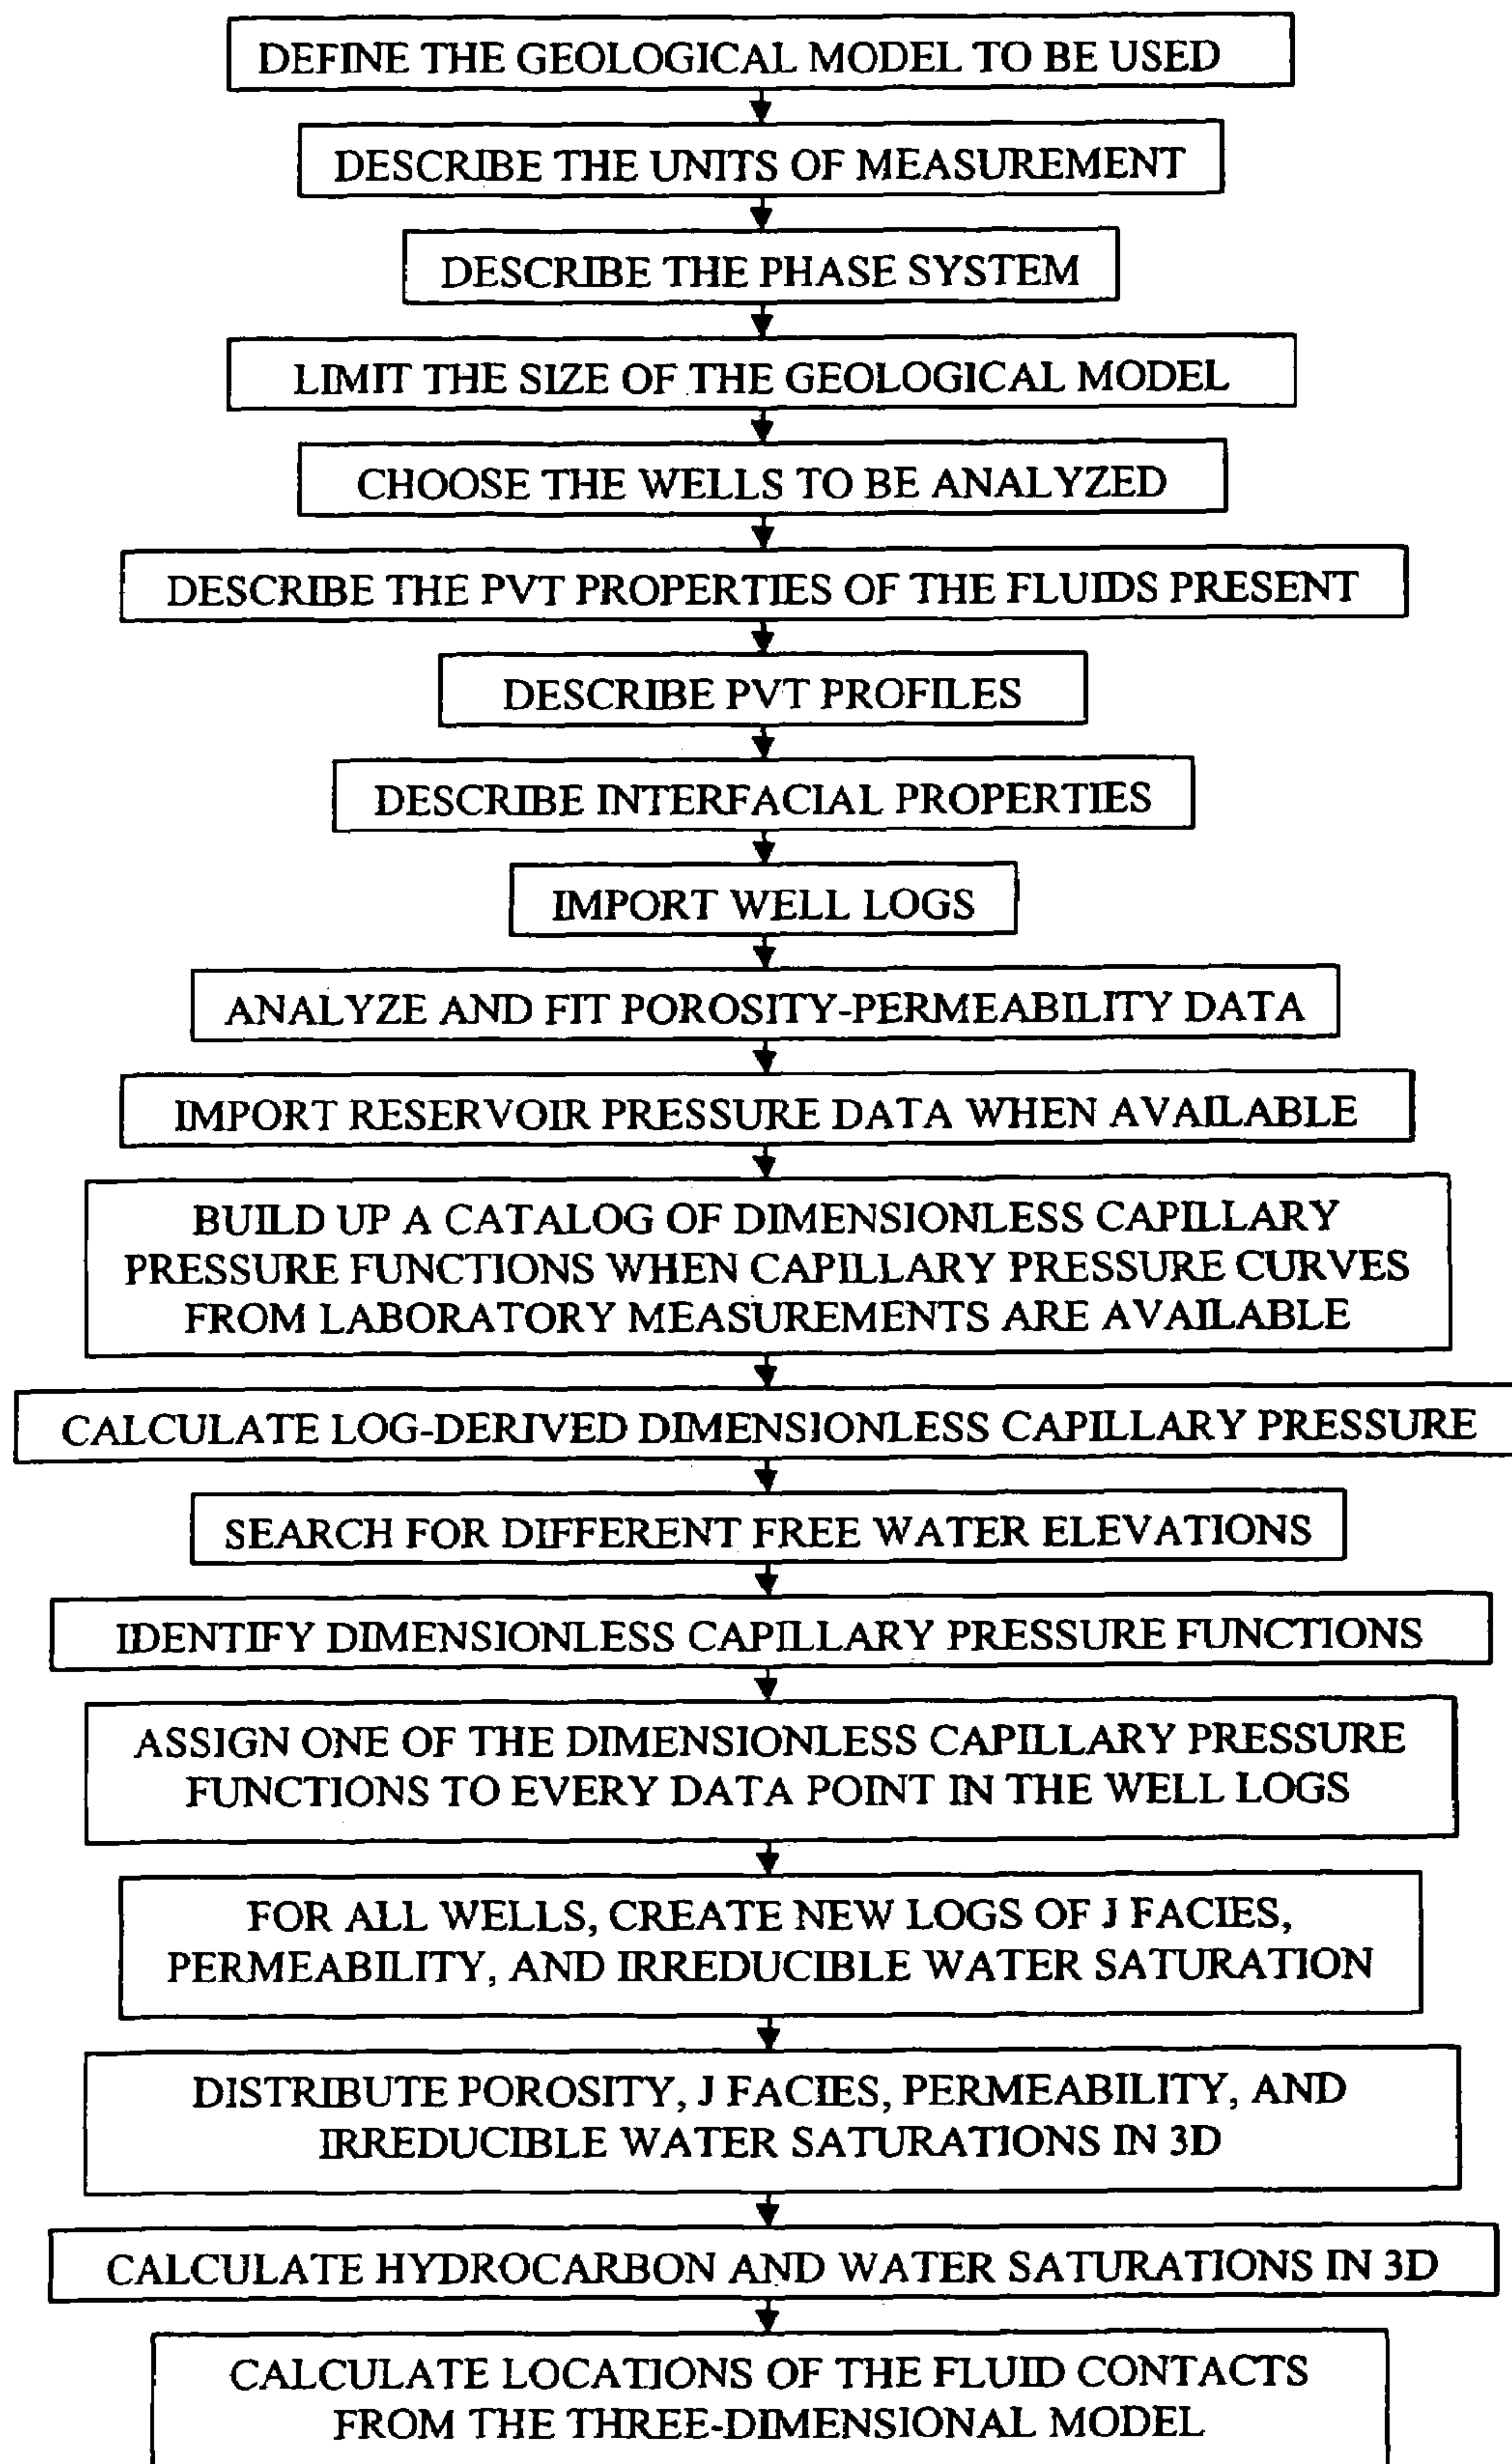 DEFINE THE GEOLOGICAL MODEL TO BE USED
DESCRIBE THE UNITS OF MEASUREMENT
DESCRIBE THE PHASE SYSTEM
LIMIT THE SIZE OF THE GEOLOGICAL MODEL
CHOOSE THE WELLS TO BE ANALYZED
DESCRIBE THE PVT PROPERTIES OF THE FLUIDS PRESENT
DESCRIBE PVT PROFILES
DESCRIBE INTERFACIAL PROPERTIES
IMPORT WELL LOGS
ANALYZE AND FIT POROSITY-PERMEABILITY DATA
IMPORT RESERVOIR PRESSURE DATA WHEN AVAILABLE
BUILD UP A CATALOG OF DIMENSIONLESS CAPILLARY
PRESSURE FUNCTIONS WHEN CAPILLARY PRESSURE CURVES
FROM LABORATORY MEASUREMENTS ARE AVAILABLE
CALCULATE LOG-DERIVED DIMENSIONLESS CAPILLARY PRESSURE
SEARCH FOR DIFFERENT FREE WATER ELEVATIONS
IDENTIFY DIMENSIONLESS CAPILLARY PRESSURE FUNCTIONS
ASSIGN ONE OF THE DIMENSIONLESS CAPILLARY PRESSURE
FUNCTIONS TO EVERY DATA POINT IN THE WELL LOGS
FOR ALL WELLS, CREATE NEW LOGS OF J FACIES,
PERMEABILITY, AND IRREDUCIBLE WATER SATURATION
DISTRIBUTE POROSITY, J FACIES, PERMEABILITY, AND
IRREDUCIBLE WATER SATURATIONS IN 3D
CALCULATE HYDROCARBON AND WATER SATURATIONS IN 3D
CALCULATE LOCATIONS OF THE FLUID CONTACTS
FROM THE THREE-DIMENSIONAL MODEL